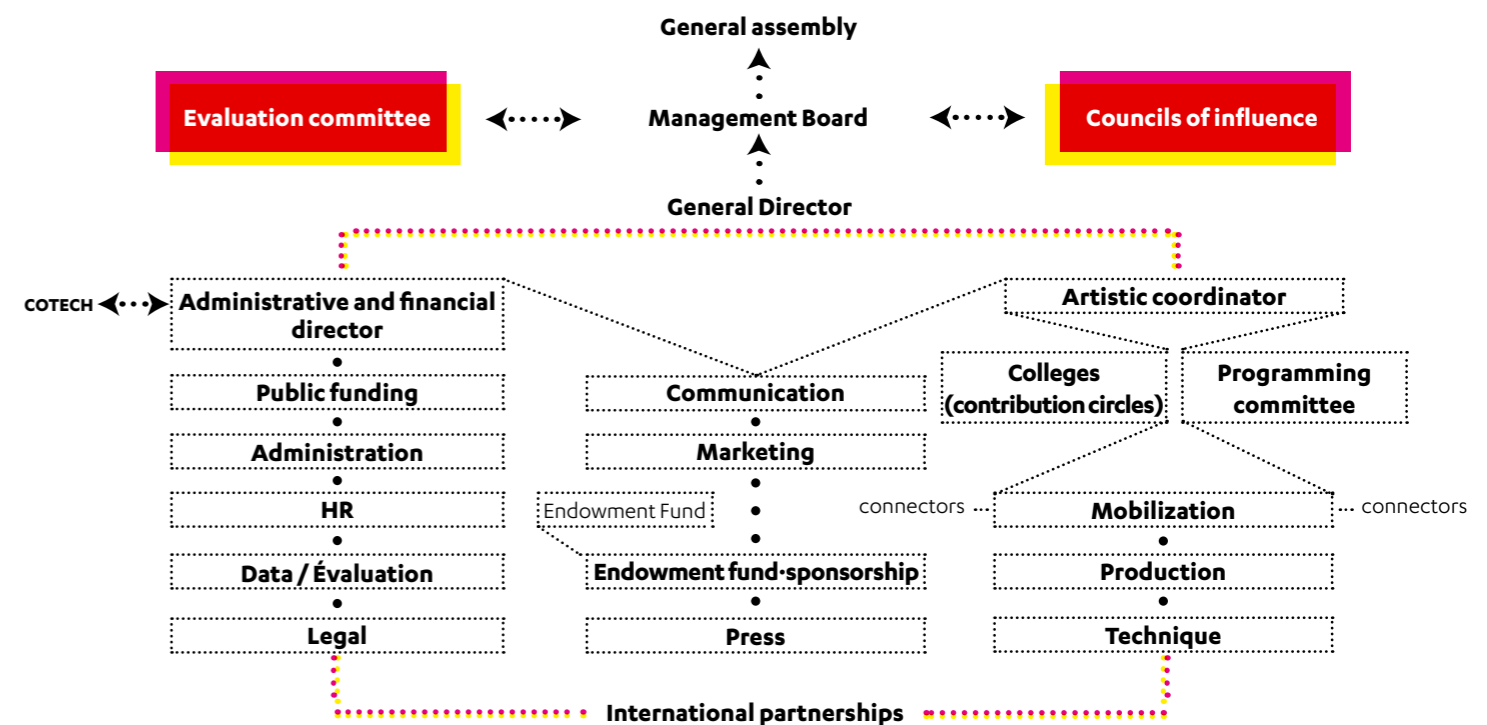 General assembly
Evaluation committee
Management Board
Councils of influence
General Director
COTECH
Administrative and financial
director
Artistic coordinator
Public funding
Communication
Colleges
(contribution circles)
Programming
committee
Administration
Marketing
HR
Endowment Fund
connectors
Mobilization
connectors
Data / Évaluation
Endowment fund·sponsorship
Production
Legal
Press
Technique
International partnerships